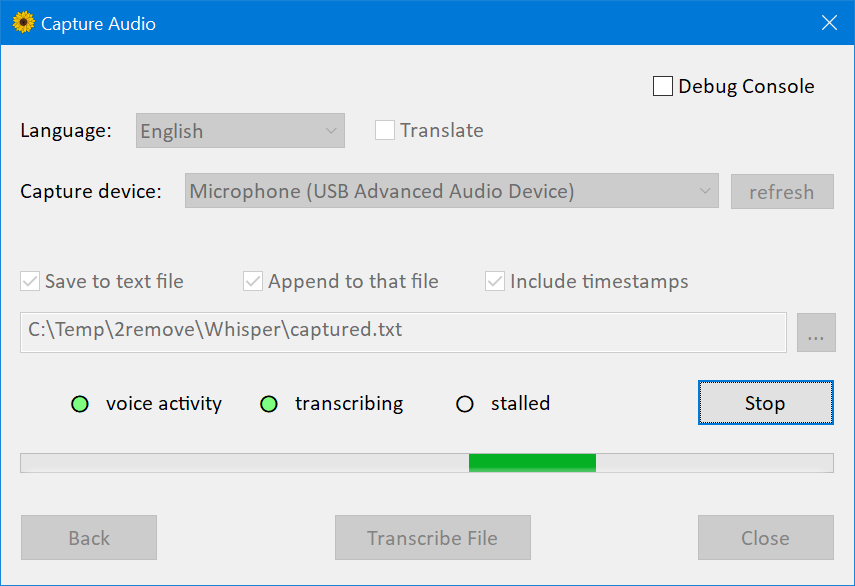 Capture Audio
Debug Console
Language: English Translate
Capture device: Microphone (USB Advanced Audio Device) refresh
Save to text file Append to that file Include timestamps
C:\Temp\2remove\Whisper\captured.txt ...
voice activity transcribing stalled Stop
Back Transcribe File Close